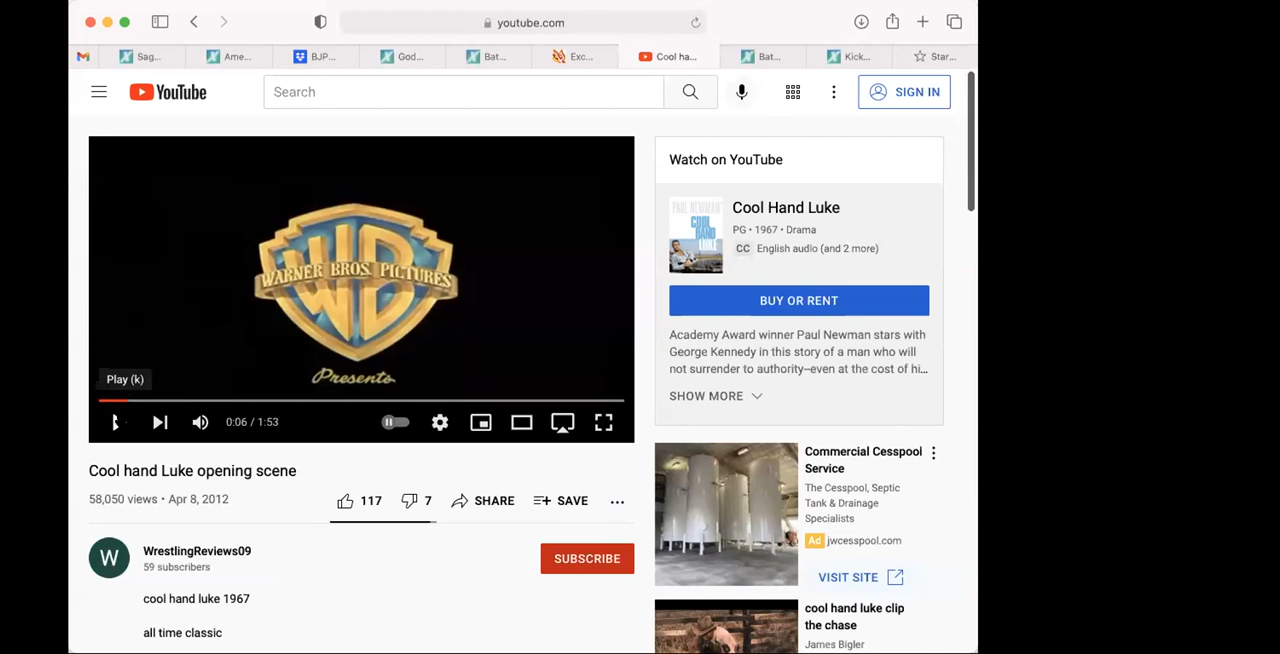 youtube.com
Sag...
Ame...
BJP...
God...
Bat...
Exc...
Cool ha...
Bat...
Kick...
Star...
YouTube
Search
SIGN IN
WARNER BROS. PICTURES
Presents
Play (k)
0:06 / 1:53
Cool hand Luke opening scene
58,050 views • Apr 8, 2012
117
7
SHARE
SAVE
W
WrestlingReviews09
59 subscribers
SUBSCRIBE
cool hand luke 1967
all time classic
Watch on YouTube
PAUL NEWMAN
COOL
HAND
LUKE
Cool Hand Luke
PG • 1967 • Drama
CC English audio (and 2 more)
BUY OR RENT
Academy Award winner Paul Newman stars with
George Kennedy in this story of a man who will
not surrender to authority–even at the cost of hi...
SHOW MORE
Commercial Cesspool
Service
The Cesspool, Septic
Tank & Drainage
Specialists
Ad jwcesspool.com
VISIT SITE
cool hand luke clip
the chase
James Bigler